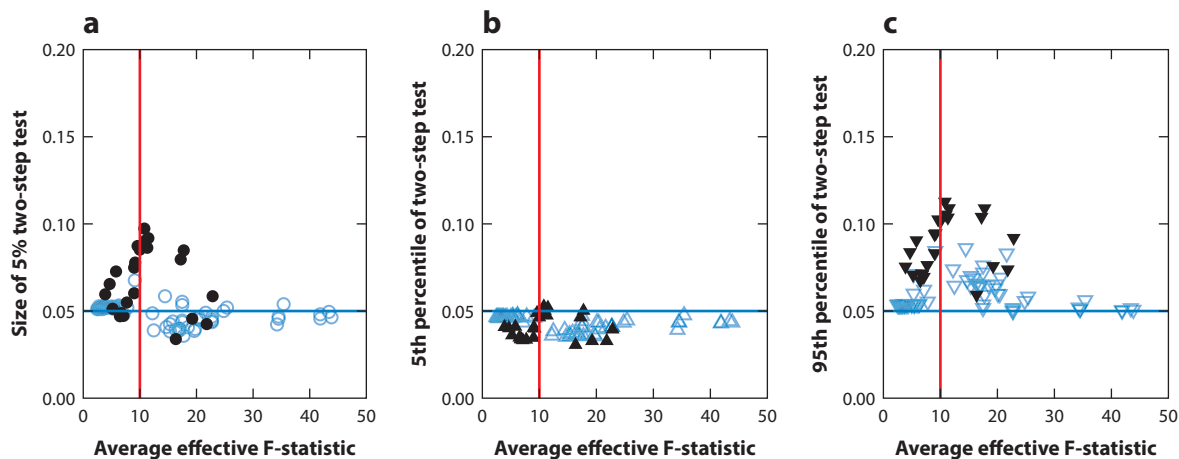 a
Size of 5% two-step test
0.20
0.15
0.10
0.05
0.00
0 10 20 30 40 50
Average effective F-statistic
b
5th percentile of two-step test
0.20
0.15
0.10
0.05
0.00
0 10 20 30 40 50
Average effective F-statistic
c
95th percentile of two-step test
0.20
0.15
0.10
0.05
0.00
0 10 20 30 40 50
Average effective F-statistic